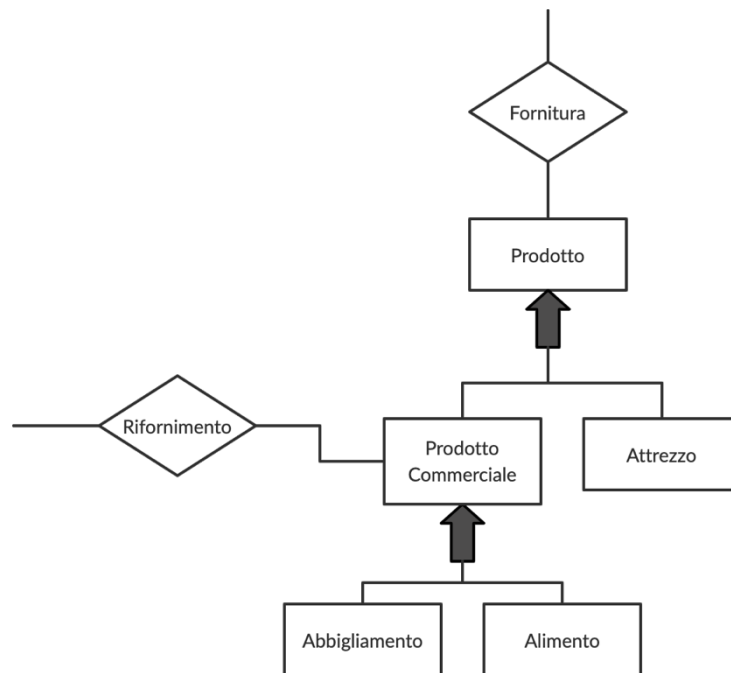 Fornitura
Prodotto
Rifornimento
Prodotto
Commerciale
Attrezzo
Abbigliamento
Alimento